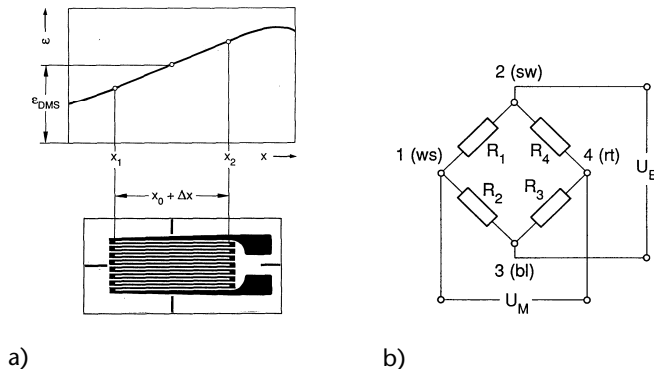 ε
ε_DMS
x₁
x₂
x
x₀ + Δx
a)
2 (sw)
1 (ws)
R₁
R₄
4 (rt)
R₂
R₃
U_B
3 (bl)
U_M
b)